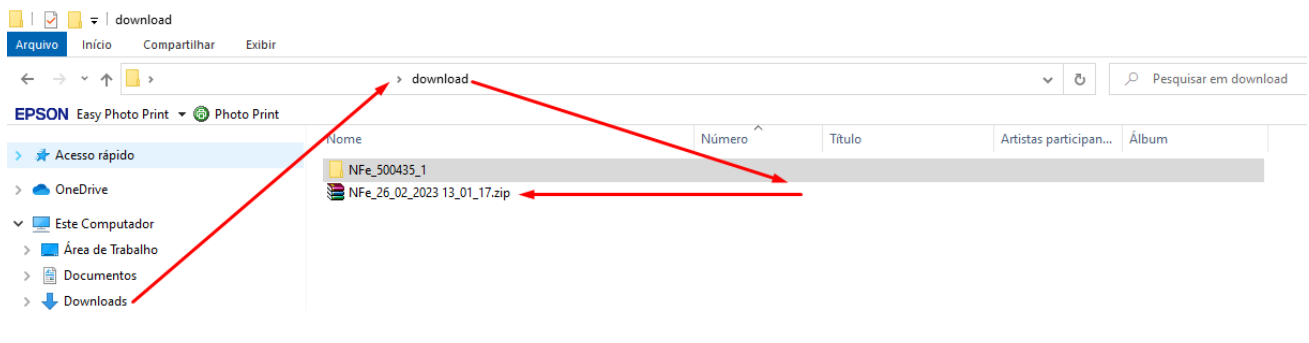 download
Arquivo Início Compartilhar Exibir
download Pesquisar em download
EPSON Easy Photo Print Photo Print
Nome Número Título Artistas participan... Álbum
Acesso rápido
NFe_500435_1
OneDrive
NFe_26_02_2023 13_01_17.zip
Este Computador
Área de Trabalho
Documentos
Downloads